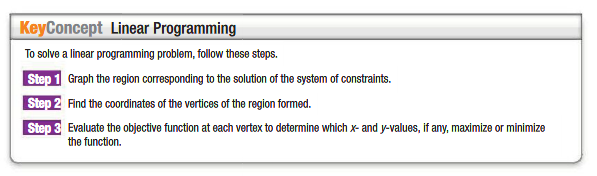 KeyConcept Linear Programming
To solve a linear programming problem, follow these steps.
Step 1 Graph the region corresponding to the solution of the system of constraints.
Step 2 Find the coordinates of the vertices of the region formed.
Step 3 Evaluate the objective function at each vertex to determine which x- and y-values, if any, maximize or minimize
the function.